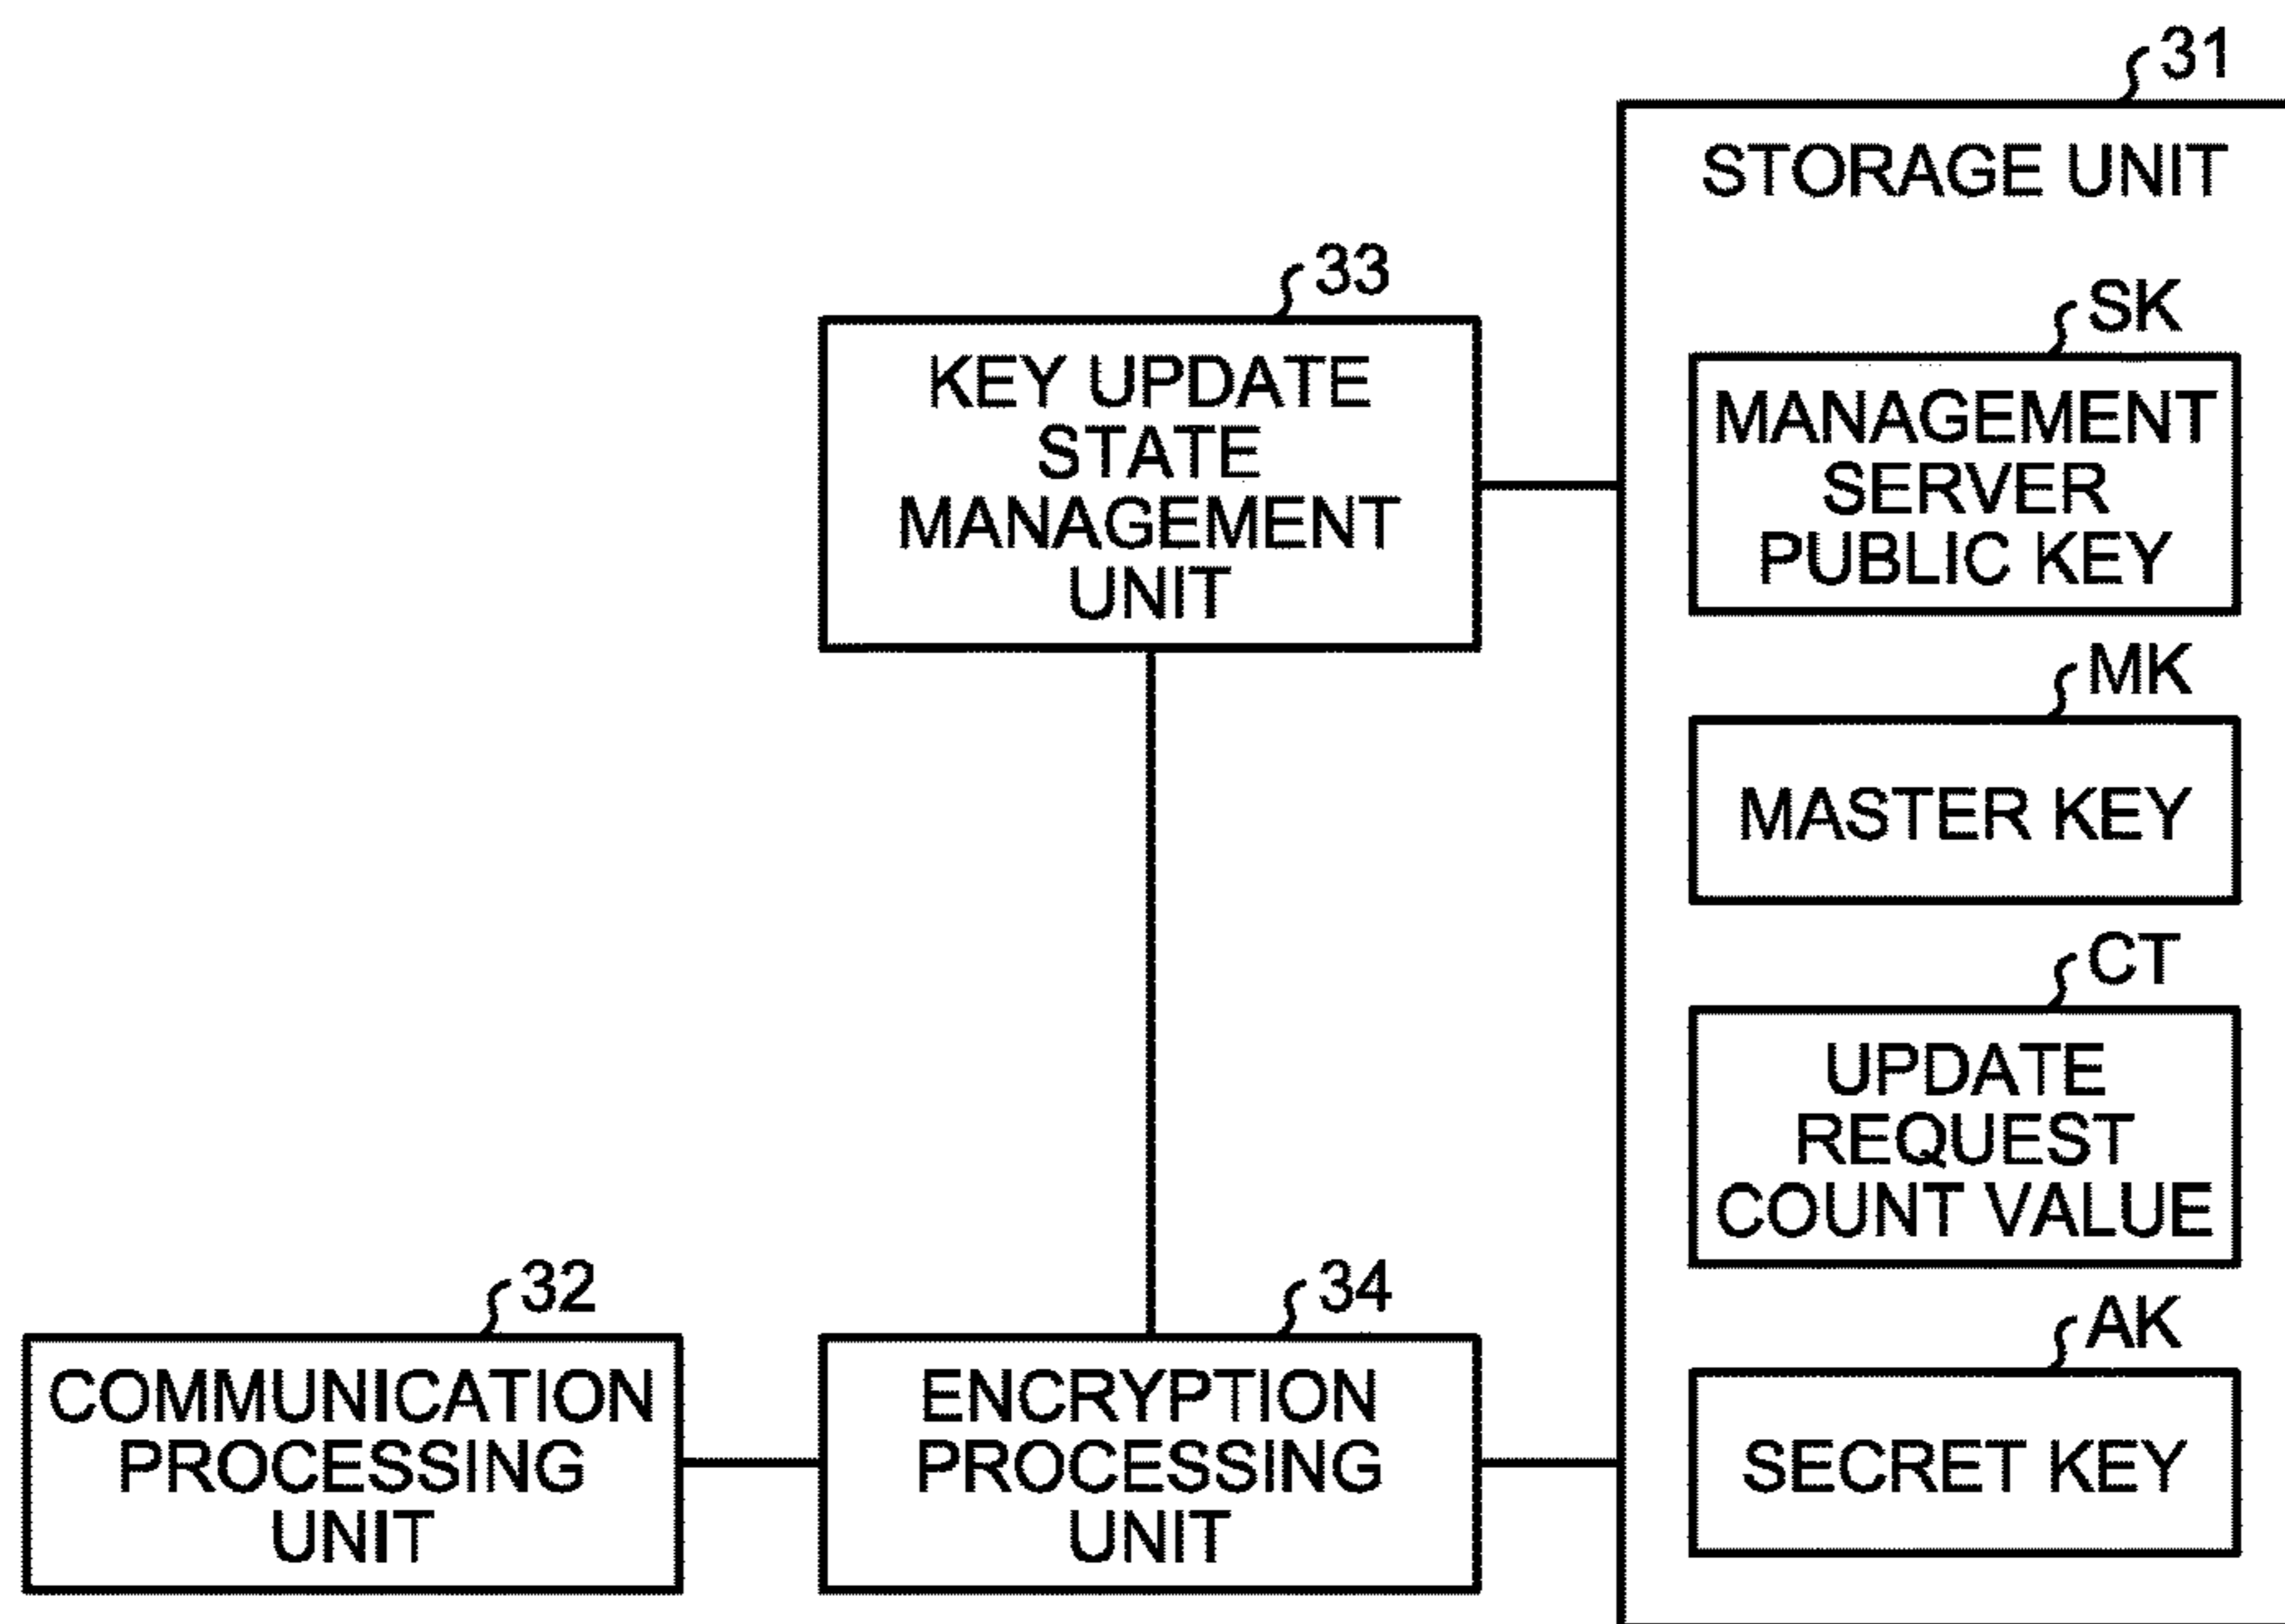 31
STORAGE UNIT
33
KEY UPDATE
STATE
MANAGEMENT
UNIT
SK
MANAGEMENT
SERVER
PUBLIC KEY
MK
MASTER KEY
CT
UPDATE
REQUEST
COUNT VALUE
32
COMMUNICATION
PROCESSING
UNIT
34
ENCRYPTION
PROCESSING
UNIT
AK
SECRET KEY